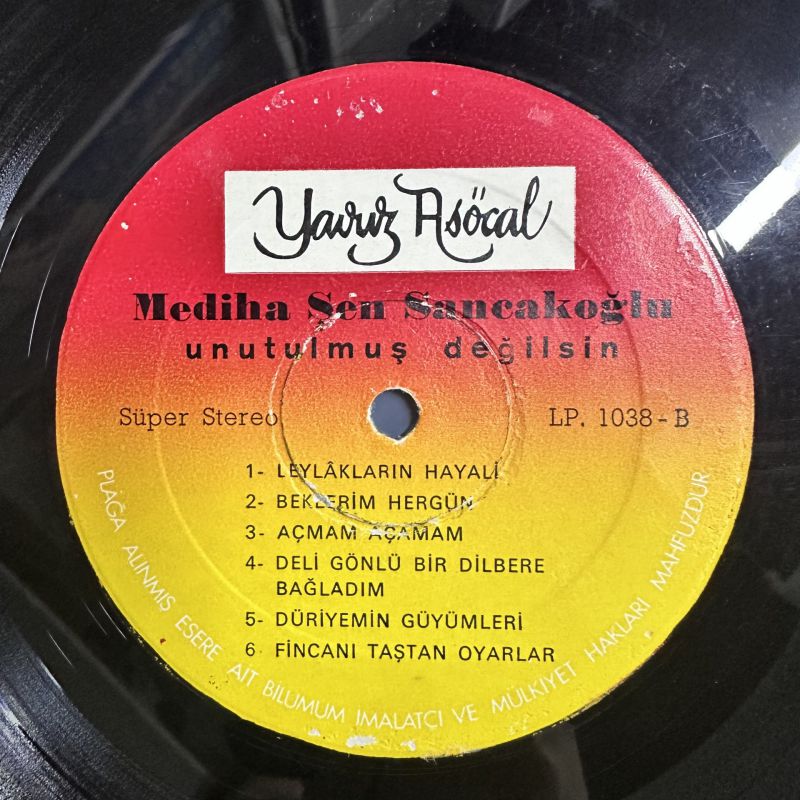 Yavuz Asöcal
Mediha Şen Sancakoğlu
unutulmuş değilsin
Süper Stereo
LP. 1038-B
1- LEYLÂKLARIN HAYALİ
2- BEKLERİM HERGÜN
3- AÇMAM AÇAMAM
4- DELİ GÖNLÜ BİR DİLBERE
BAĞLADIM
5- DÜRİYEMİN GÜYÜMLERİ
6 FİNCANI TAŞTAN OYARLAR
PLÂĞA ALINMIŞ ESERE AİT BİLÜMUM İMALATÇI VE MÜLKİYET HAKLARI MAHFUZDUR